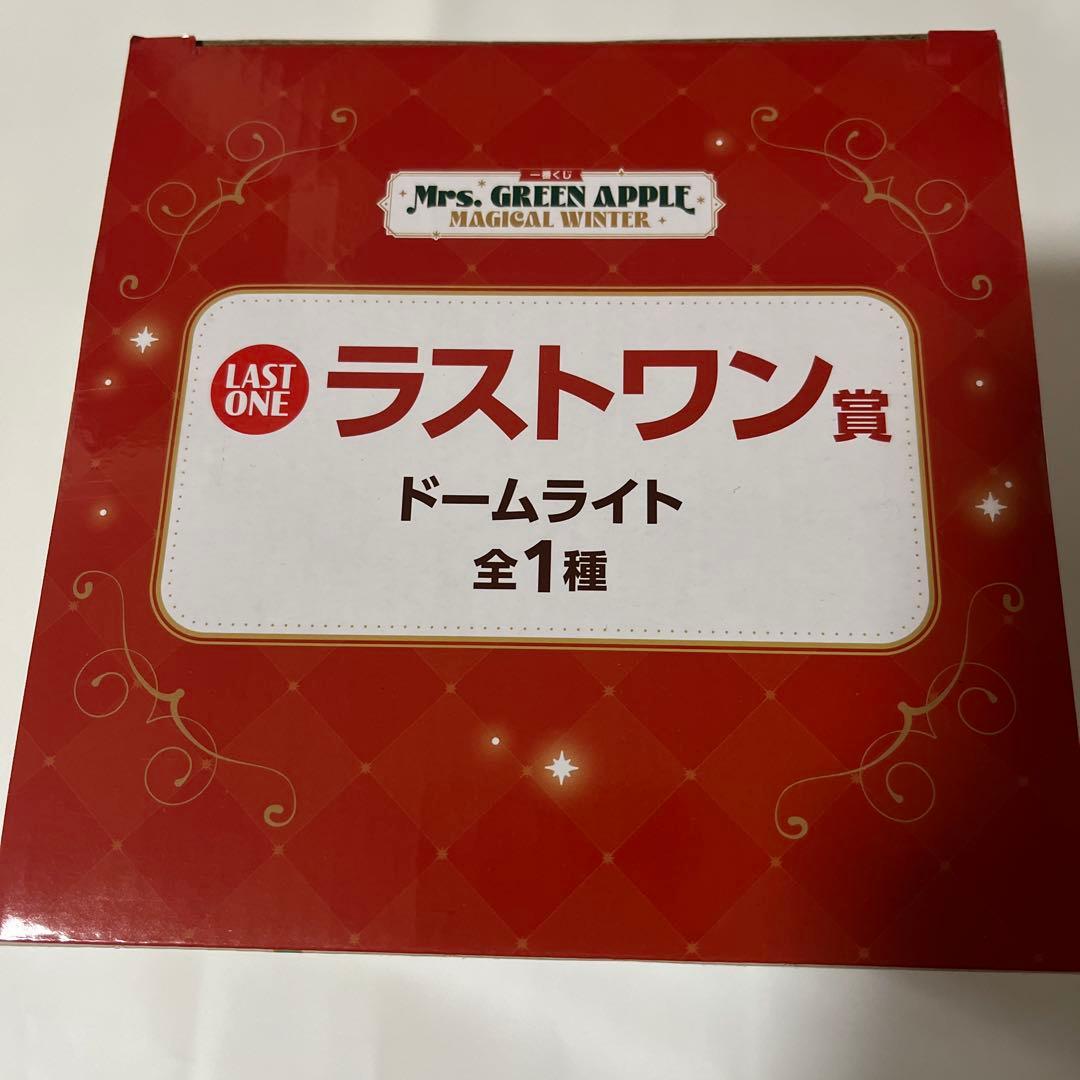 一番くじ
Mrs. GREEN APPLE
MAGICAL WINTER
LAST ONE
ラストワン賞
ドームライト
全1種